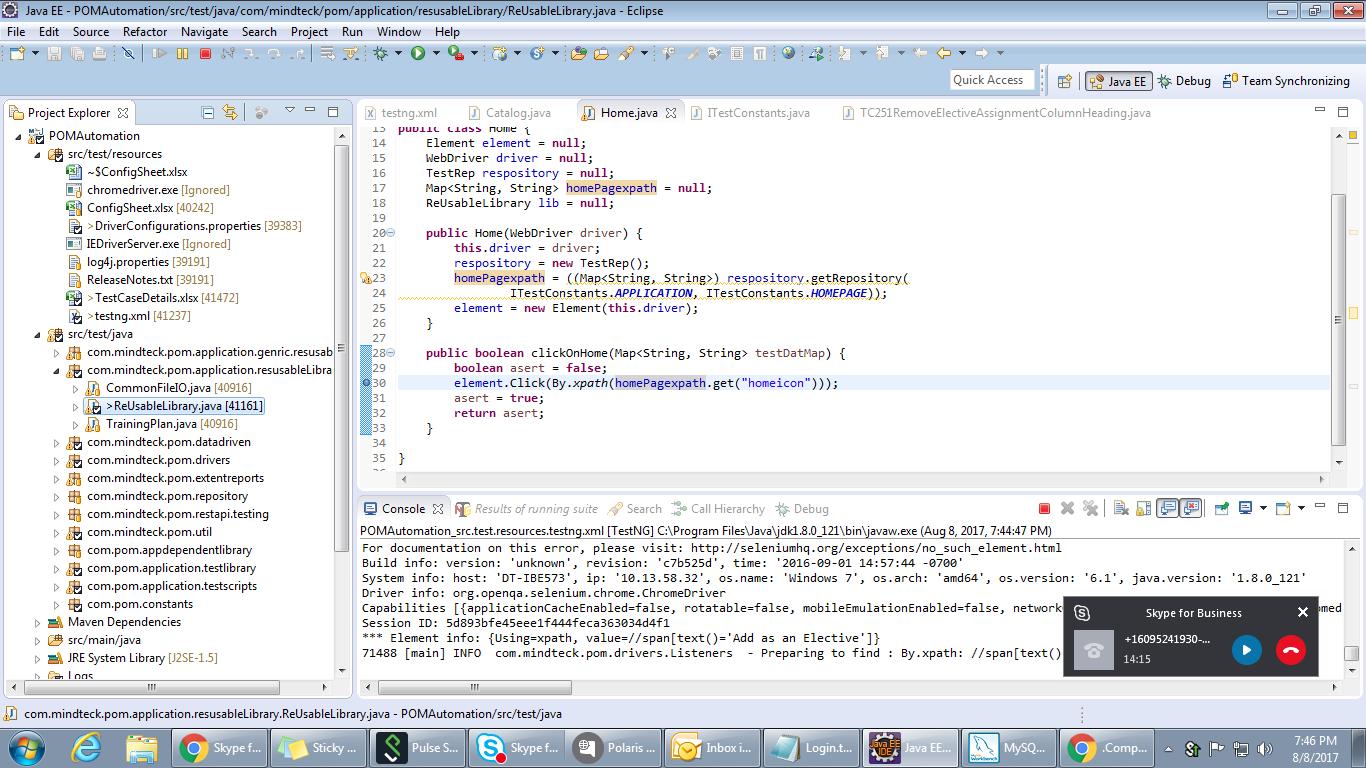 Java EE - POMAutomation/src/test/java/com/mindteck/pom/application/resusableLibrary/ReUsableLibrary.java - Eclipse
File Edit Source Refactor Navigate Search Project Run Window Help
Quick Access Java EE Debug Team Synchronizing
Project Explorer
POMAutomation
src/test/resources
~$ConfigSheet.xlsx
chromedriver.exe [Ignored]
ConfigSheet.xlsx [40242]
>DriverConfigurations.properties [39383]
IEDriverServer.exe [Ignored]
log4j.properties [39191]
ReleaseNotes.txt [39191]
>TestCaseDetails.xlsx [41472]
>testng.xml [41237]
src/test/java
com.mindteck.pom.application.genric.resusab
com.mindteck.pom.application.resusableLibra
CommonFileIO.java [40916]
>ReUsableLibrary.java [41161]
TrainingPlan.java [40916]
com.mindteck.pom.datadriven
com.mindteck.pom.drivers
com.mindteck.pom.extentreports
com.mindteck.pom.repository
com.mindteck.pom.restapi.testing
com.mindteck.pom.util
com.pom.appdependentlibrary
com.pom.application.testlibrary
com.pom.application.testscripts
com.pom.constants
Maven Dependencies
src/main/java
JRE System Library [J2SE-1.5]
Logs
testng.xml Catalog.java Home.java ITestConstants.java TC251RemoveElectiveAssignmentColumnHeading.java
13 public class Home {
14 Element element = null;
15 WebDriver driver = null;
16 TestRep respository = null;
17 Map<String, String> homePagexpath = null;
18 ReUsableLibrary lib = null;
19
20 public Home(WebDriver driver) {
21 this.driver = driver;
22 respository = new TestRep();
23 homePagexpath = ((Map<String, String>) respository.getRepository(
24 ITestConstants.APPLICATION, ITestConstants.HOMEPAGE));
25 element = new Element(this.driver);
26 }
27
28 public boolean clickOnHome(Map<String, String> testDatMap) {
29 boolean asert = false;
30 element.Click(By.xpath(homePagexpath.get("homeicon")));
31 asert = true;
32 return asert;
33 }
34
35 }
Console Results of running site Search Call Hierarchy Debug
POMAutomation_src.test.resources.testng.xml [TestNG] C:\Program Files\Java\jdk1.8.0_121\bin\javaw.exe (Aug 8, 2017, 7:44:47 PM)
For documentation on this error, please visit: http://seleniumhq.org/exceptions/no_such_element.html
Build info: version: 'unknown', revision: 'c7b525d', time: '2016-09-01 14:57:44 -0700'
System info: host: 'DT-IBE573', ip: '10.13.58.32', os.name: 'Windows 7', os.arch: 'amd64', os.version: '6.1', java.version: '1.8.0_121'
Driver info: org.openqa.selenium.chrome.ChromeDriver
Capabilities [{applicationCacheEnabled=false, rotatable=false, mobileEmulationEnabled=false, network
Session ID: 5d893bfe45eee1f444feca363034d4f1
*** Element info: {Using=xpath, value=//span[text()='Add as an Elective']}
71488 [main] INFO com.mindteck.pom.drivers.Listeners - Preparing to find : By.xpath: //span[text()
Skype for Business
+16095241930-...
14:15
com.mindteck.pom.application.resusableLibrary.ReUsableLibrary.java - POMAutomation/src/test/java
Skype f... Sticky ... Pulse S... Skype f... Polaris ... Inbox i... Login.t... Java EE... MySQ... .Comp...
7:46 PM
8/8/2017